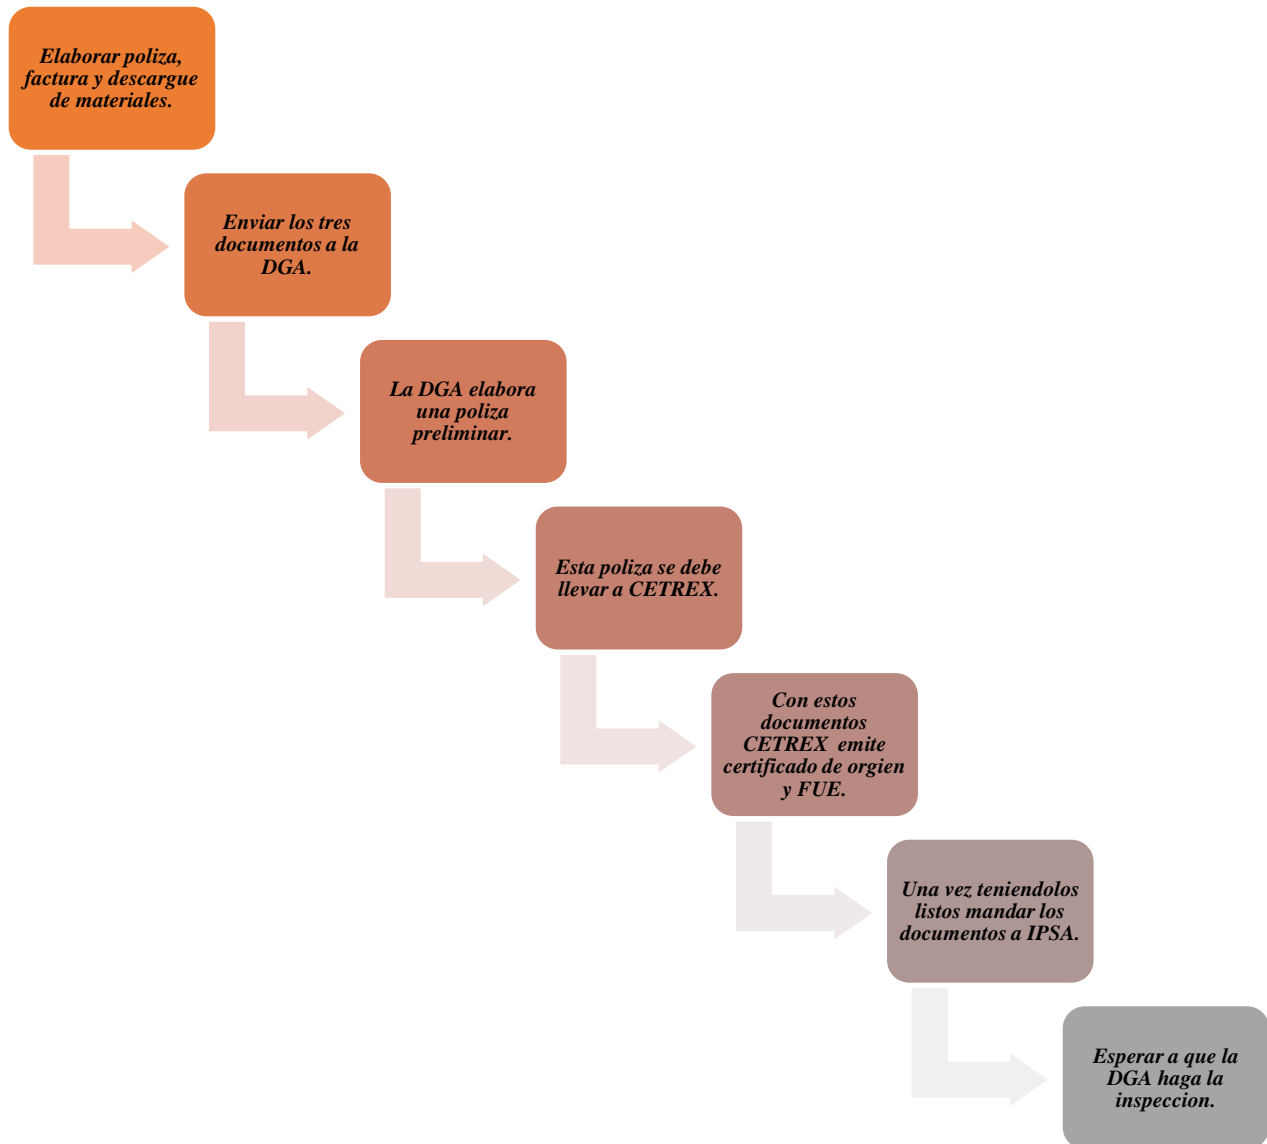 Elaborar poliza,
factura y descargue
de materiales.
Enviar los tres
documentos a la
DGA.
La DGA elabora
una poliza
preliminar.
Esta poliza se debe
llevar a CETREX.
Con estos
documentos
CETREX emite
certificado de orgien
y FUE.
Una vez teniendolos
listos mandar los
documentos a IPSA.
Esperar a que la
DGA haga la
inspeccion.